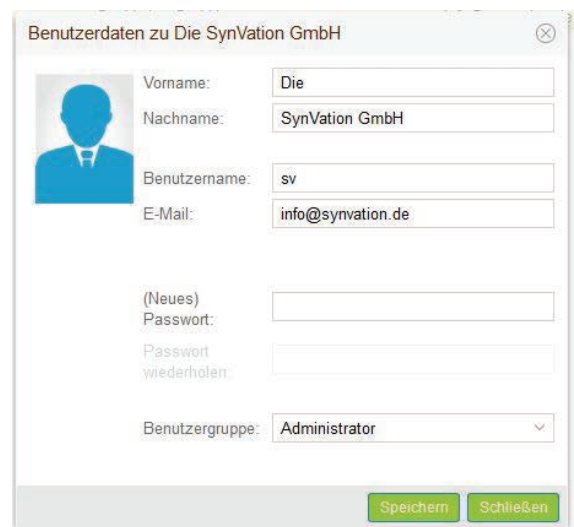 Benutzerdaten zu Die SynVation GmbH
Vorname: Die
Nachname: SynVation GmbH
Benutzername: sv
E-Mail: info@synvation.de
(Neues)
Passwort:
Passwort
wiederholen:
Benutzergruppe: Administrator
Speichern Schließen